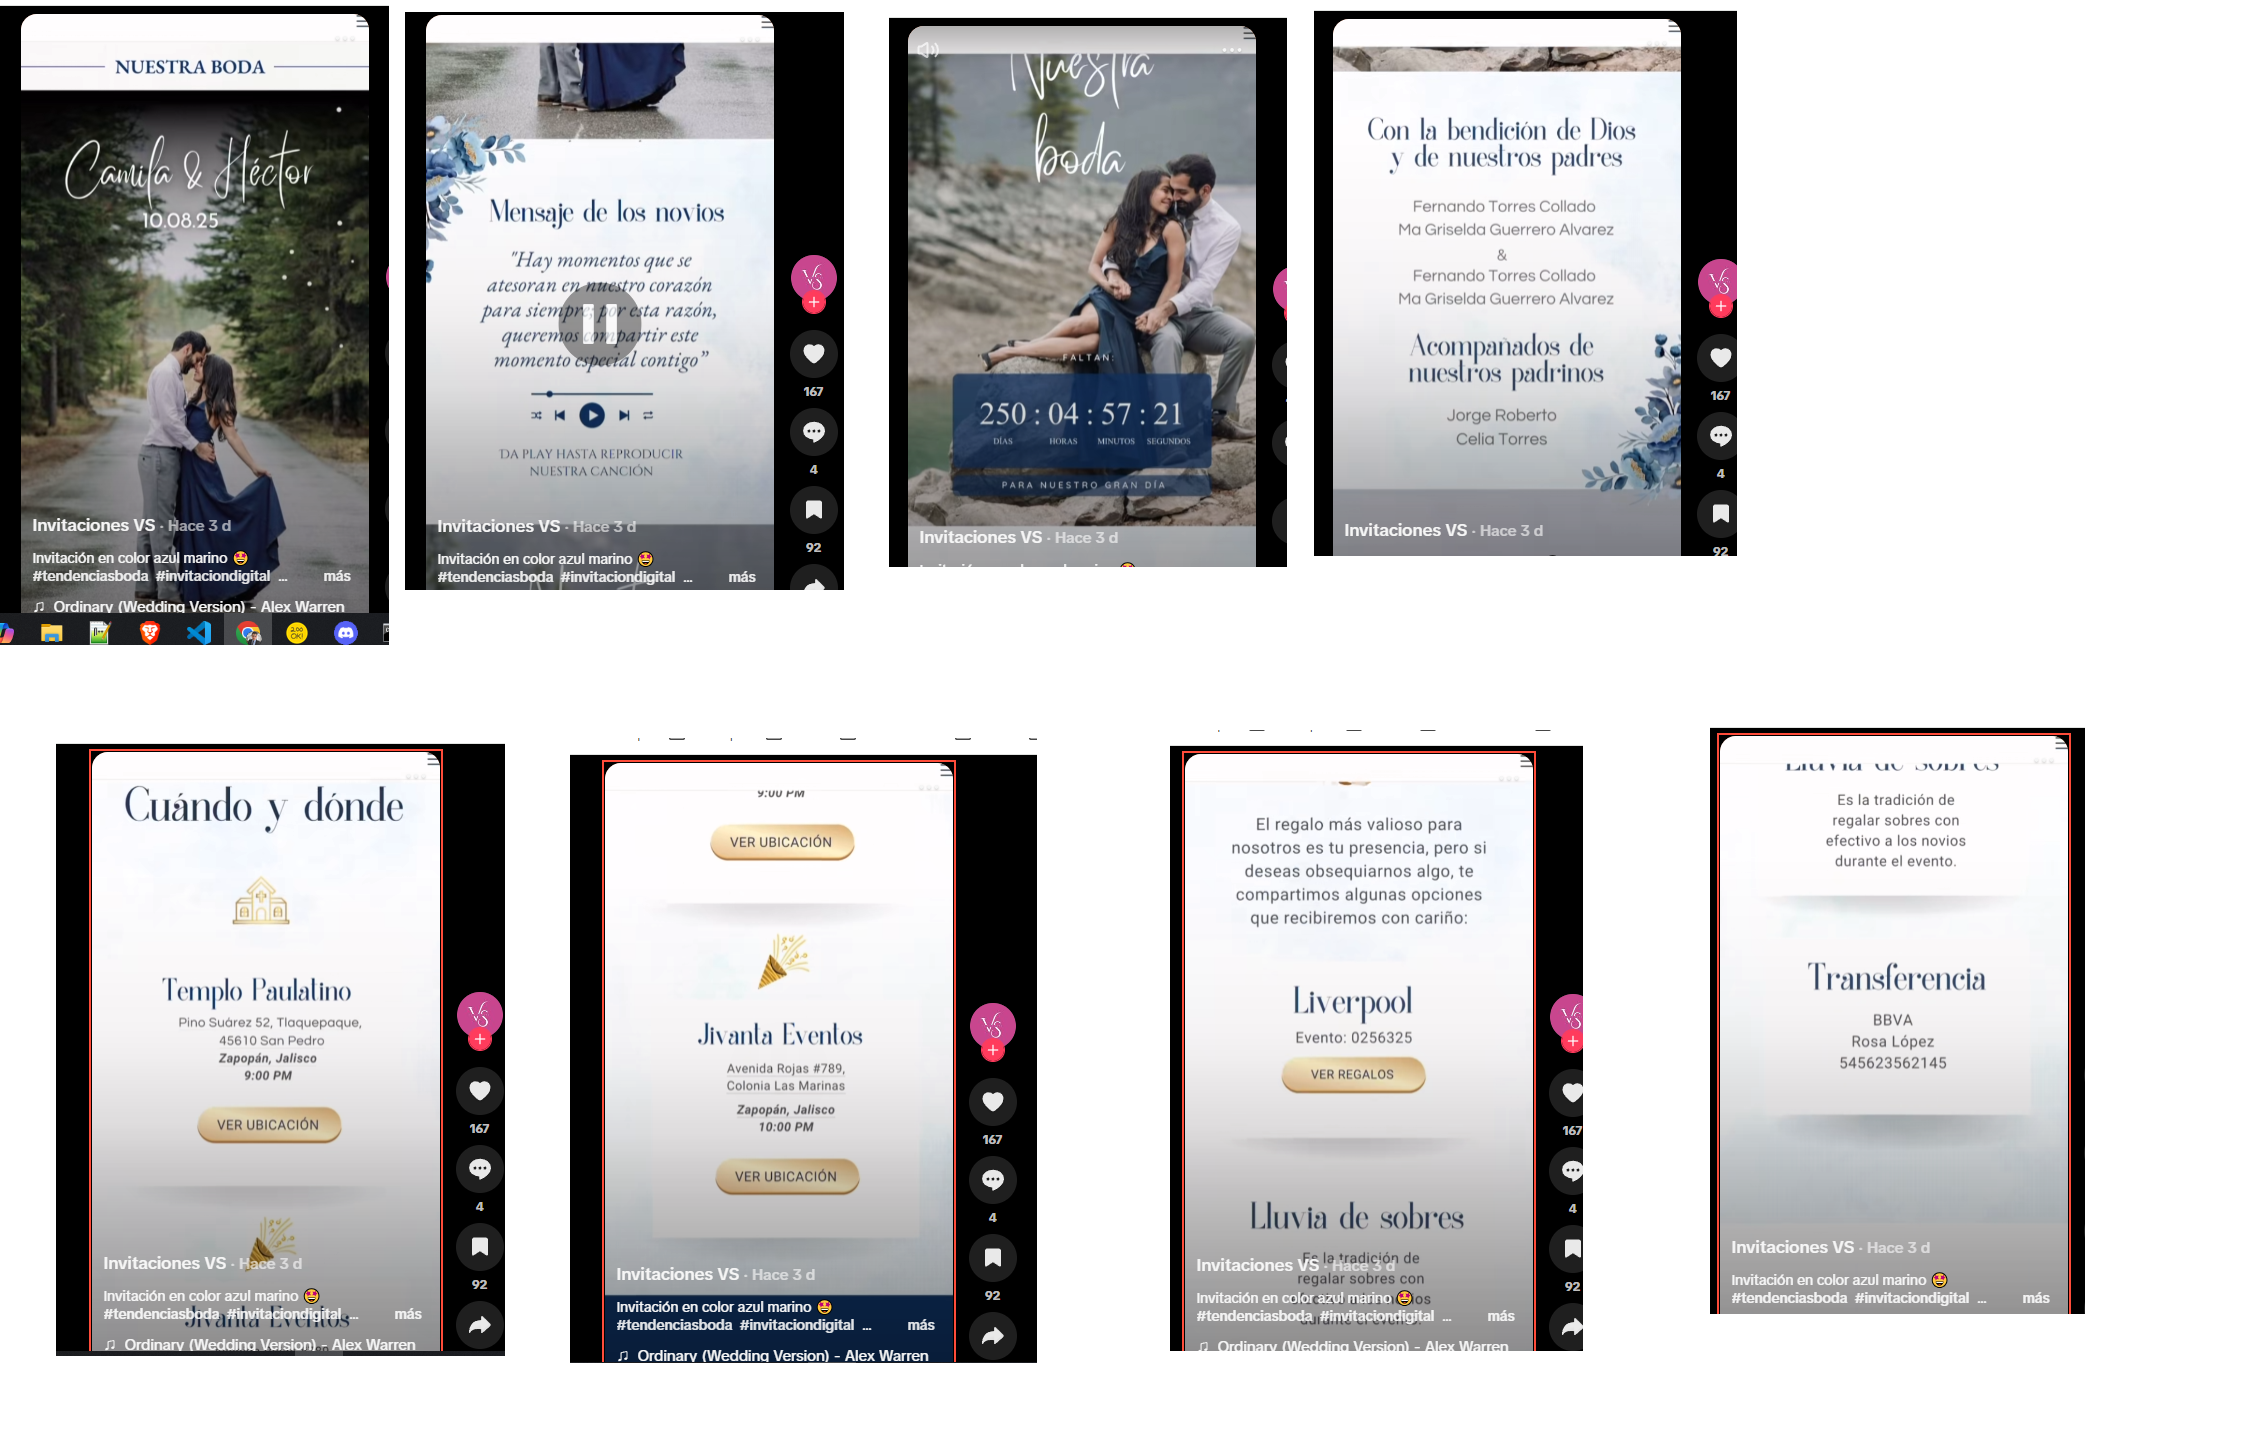 NUESTRA BODA
Camila & Héctor
10.08.25
Invitaciones VS · Hace 3 d
Invitación en color azul marino 🤩
#tendenciasboda #invitaciondigital ... más
♫ Ordinary (Wedding Version) - Alex Warren
Mensaje de los novios
"Hay momentos que se
atesoran en nuestro corazón
para siempre; por esta razón,
queremos compartir este
momento especial contigo”
DA PLAY HASTA REPRODUCIR
NUESTRA CANCIÓN
Invitaciones VS · Hace 3 d
Invitación en color azul marino 🤩
#tendenciasboda #invitaciondigital ... más
VS
167
4
92
Nuestra
boda
FALTAN:
250 : 04 : 57 : 21
DÍAS HORAS MINUTOS SEGUNDOS
PARA NUESTRO GRAN DÍA
Invitaciones VS · Hace 3 d
Con la bendición de Dios
y de nuestros padres
Fernando Torres Collado
Ma Griselda Guerrero Alvarez
&
Fernando Torres Collado
Ma Griselda Guerrero Alvarez
Acompañados de
nuestros padrinos
Jorge Roberto
Celia Torres
Invitaciones VS · Hace 3 d
VS
167
4
92
Cuándo y dónde
Templo Paulatino
Pino Suárez 52, Tlaquepaque,
45610 San Pedro
Zapopán, Jalisco
9:00 PM
VER UBICACIÓN
Invitaciones VS · Hace 3 d
Invitación en color azul marino 🤩
#tendenciasboda #invitaciondigital ... más
Jivanta Eventos
♫ Ordinary (Wedding Version) - Alex Warren
VS
167
4
92
9:00 PM
VER UBICACIÓN
Jivanta Eventos
Avenida Rojas #789,
Colonia Las Marinas
Zapopán, Jalisco
10:00 PM
VER UBICACIÓN
Invitaciones VS · Hace 3 d
Invitación en color azul marino 🤩
#tendenciasboda #invitaciondigital ... más
♫ Ordinary (Wedding Version) - Alex Warren
VS
167
4
92
El regalo más valioso para
nosotros es tu presencia, pero si
deseas obsequiarnos algo, te
compartimos algunas opciones
que recibiremos con cariño:
Liverpool
Evento: 0256325
VER REGALOS
Lluvia de sobres
Es la tradición de
regalar sobres con
durante el evento.
Invitaciones VS · Hace 3 d
Invitación en color azul marino 🤩
#tendenciasboda #invitaciondigital ... más
♫ Ordinary (Wedding Version) - Alex Warren
VS
167
4
92
Lluvia de sobres
Es la tradición de
regalar sobres con
efectivo a los novios
durante el evento.
Transferencia
BBVA
Rosa López
545623562145
Invitaciones VS · Hace 3 d
Invitación en color azul marino 🤩
#tendenciasboda #invitaciondigital ... más